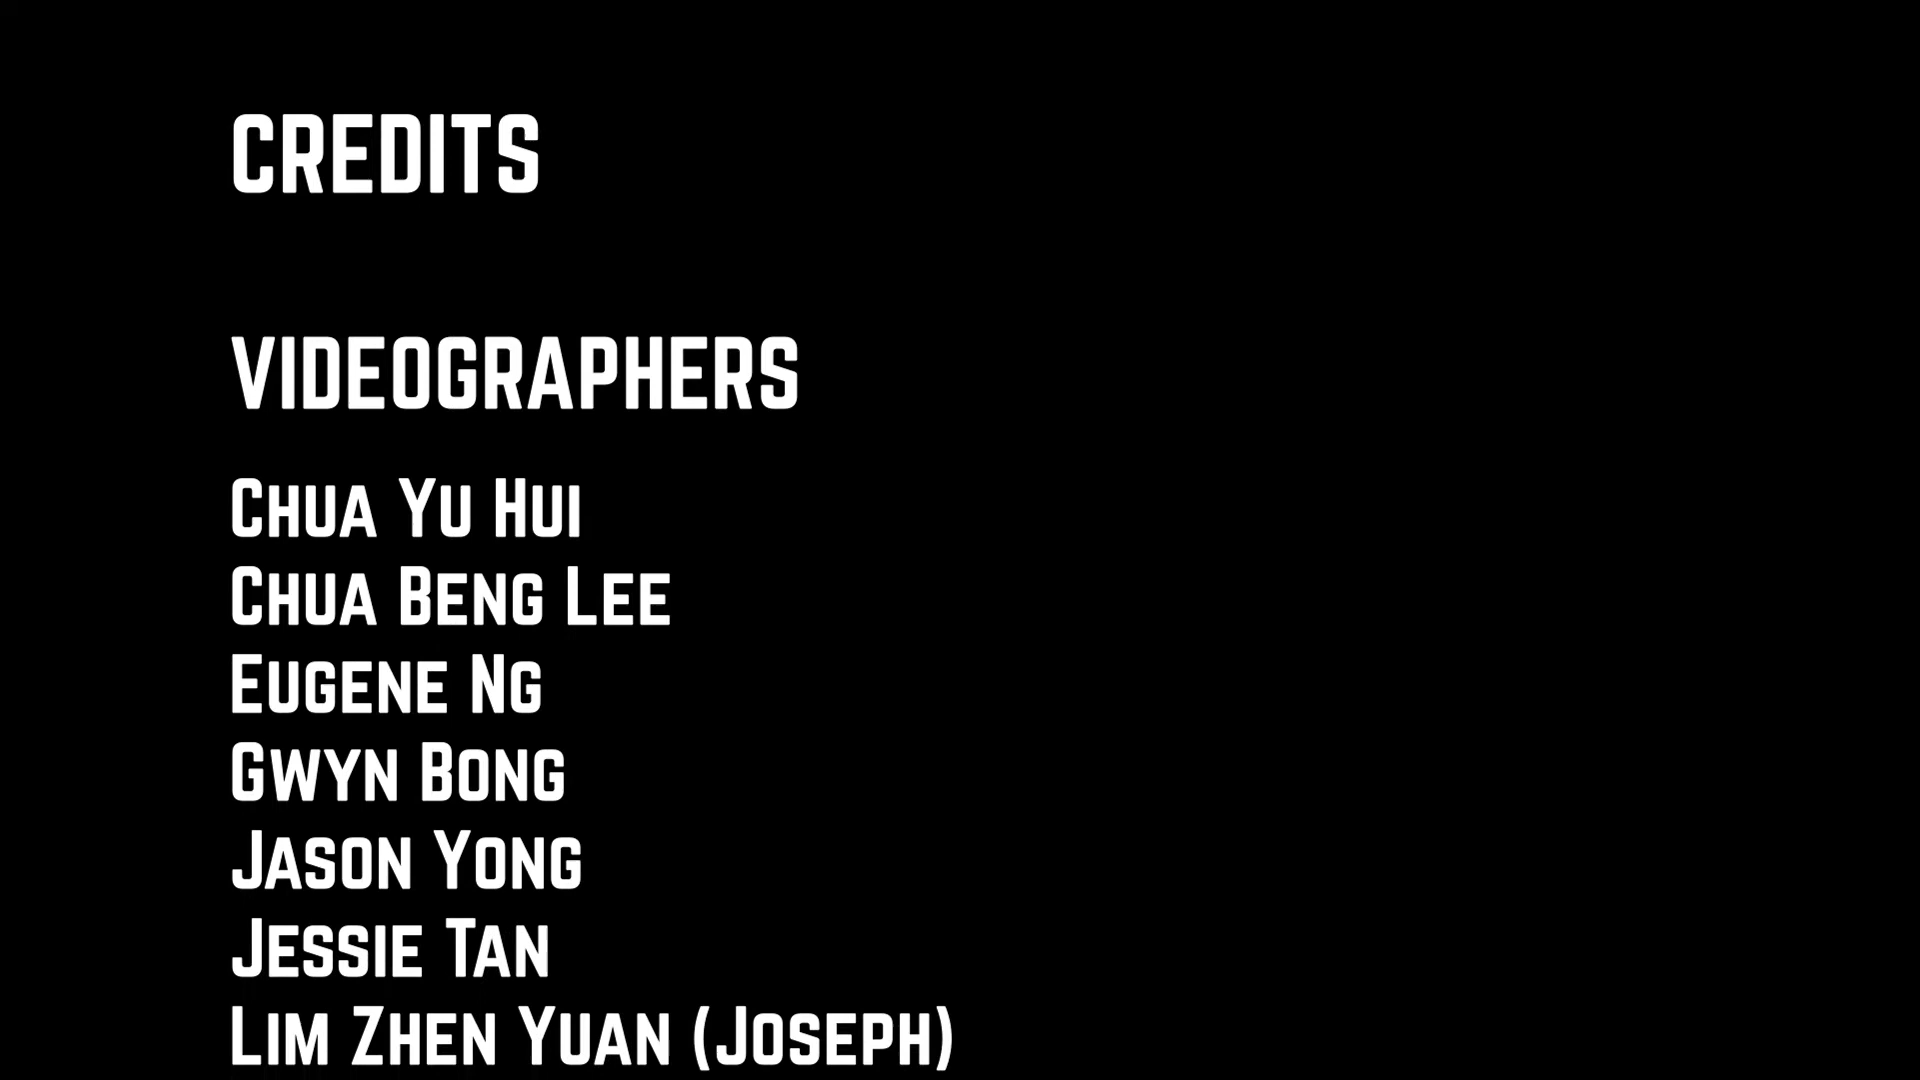 CREDITS
VIDEOGRAPHERS
Chua Yu Hui
Chua Beng Lee
Eugene Ng
Gwyn Bong
Jason Yong
Jessie Tan
Lim Zhen Yuan (Joseph)